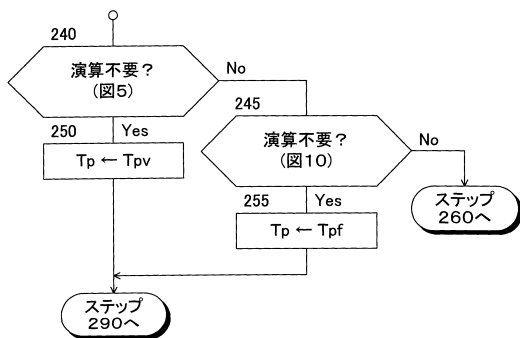 240
演算不要?
(図5)
No
250
Yes
Tp ← Tpv
245
演算不要?
(図10)
No
255
Yes
Tp ← Tpf
ステップ
260へ
ステップ
290へ